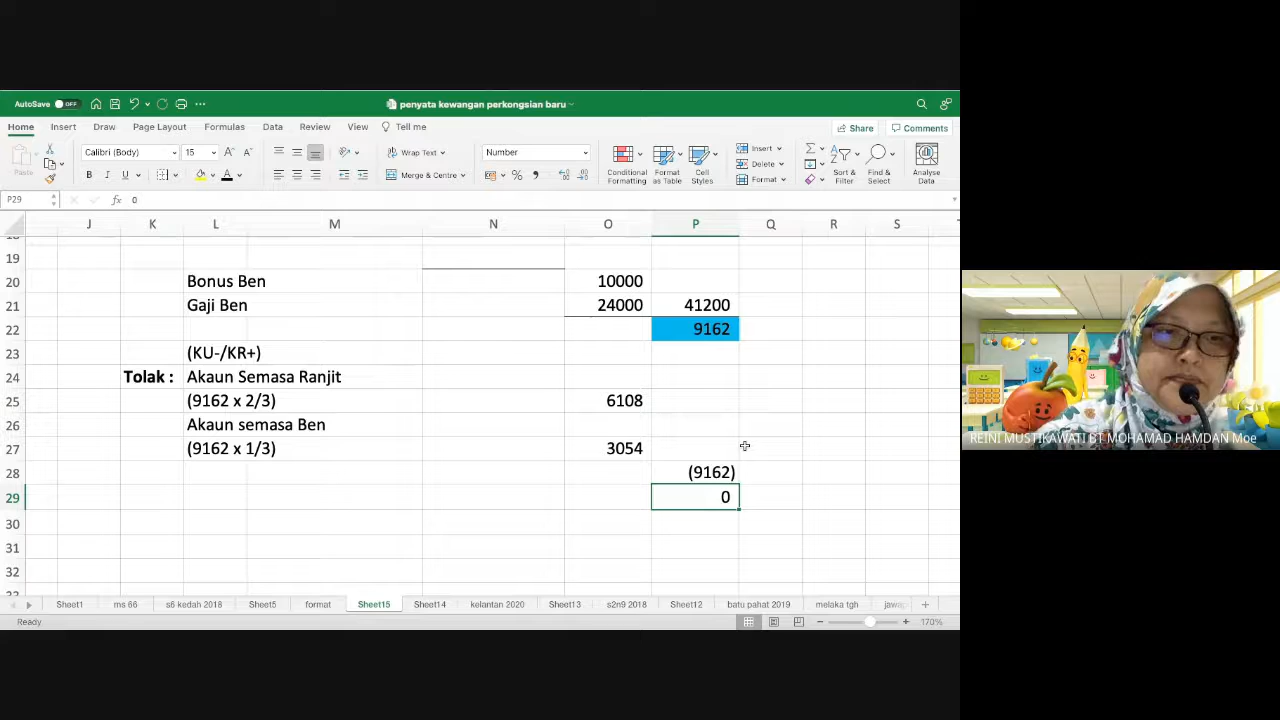 AutoSave OFF penyata kewangan perkongsian baru
Home Insert Draw Page Layout Formulas Data Review View Tell me Share Comments
Paste Calibri (Body) 15 A A Wrap Text Number Conditional Formatting Format as Table Cell Styles Insert Sort & Filter Find & Select Analyse Data
B I U A Merge & Centre Delete
Format
P29 fx 0
J K L M N O P Q R S
19
20 Bonus Ben 10000
21 Gaji Ben 24000 41200
22 9162
23 (KU-/KR+)
24 Tolak : Akaun Semasa Ranjit
25 (9162 x 2/3) 6108
26 Akaun semasa Ben
27 (9162 x 1/3) 3054
28 (9162)
29 0
30
31
32
Sheet1 ms 66 s6 kedah 2018 Sheet5 format Sheet15 Sheet14 kelantan 2020 Sheet13 s2n9 2018 Sheet12 batu pahat 2019 melaka tgh
Ready 170%
REINI MUSTIKAWATI BT MOHAMAD HAMDAN Moe